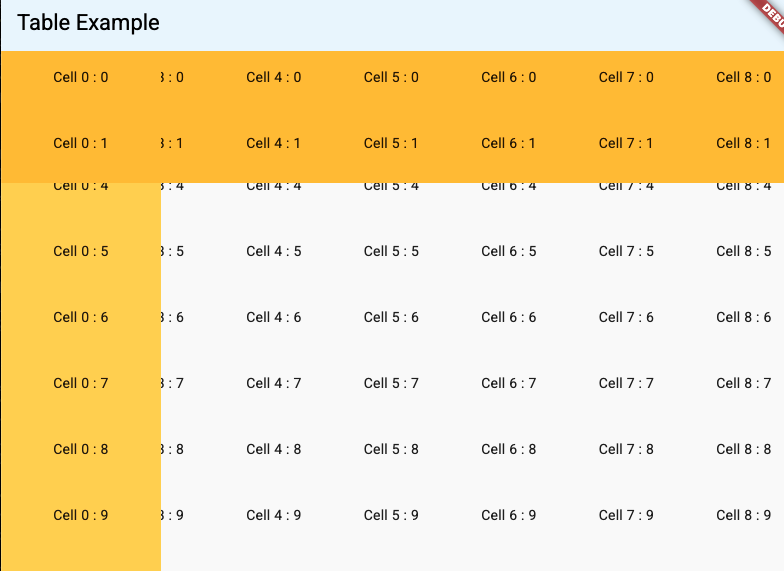 Table Example
DEBU
Cell 0 : 0 3 : 0 Cell 4 : 0 Cell 5 : 0 Cell 6 : 0 Cell 7 : 0 Cell 8 : 0
Cell 0 : 1 3 : 1 Cell 4 : 1 Cell 5 : 1 Cell 6 : 1 Cell 7 : 1 Cell 8 : 1
Cell 0 : 4 3 : 4 Cell 4 : 4 Cell 5 : 4 Cell 6 : 4 Cell 7 : 4 Cell 8 : 4
Cell 0 : 5 3 : 5 Cell 4 : 5 Cell 5 : 5 Cell 6 : 5 Cell 7 : 5 Cell 8 : 5
Cell 0 : 6 3 : 6 Cell 4 : 6 Cell 5 : 6 Cell 6 : 6 Cell 7 : 6 Cell 8 : 6
Cell 0 : 7 3 : 7 Cell 4 : 7 Cell 5 : 7 Cell 6 : 7 Cell 7 : 7 Cell 8 : 7
Cell 0 : 8 3 : 8 Cell 4 : 8 Cell 5 : 8 Cell 6 : 8 Cell 7 : 8 Cell 8 : 8
Cell 0 : 9 3 : 9 Cell 4 : 9 Cell 5 : 9 Cell 6 : 9 Cell 7 : 9 Cell 8 : 9